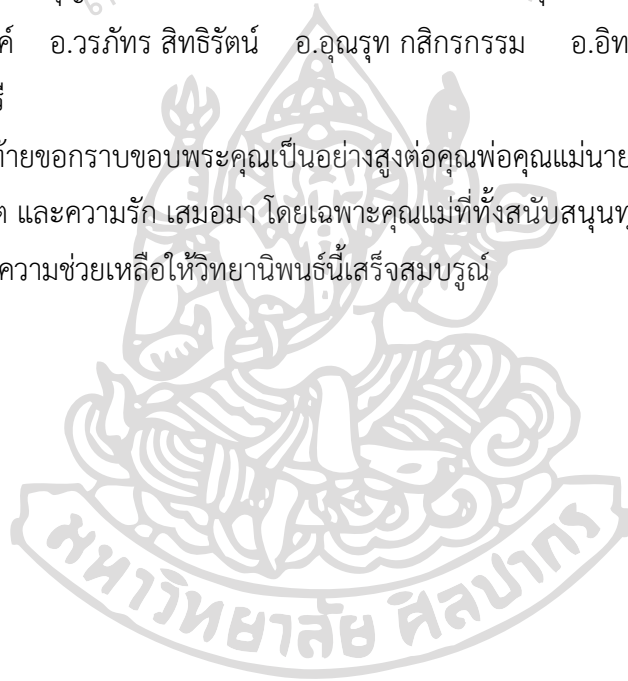 ค์ อ.วรภัทร สิทธิรัตน์ อ.อุณรุท กสิกรกรรม อ.อิท
รี
ท้ายขอกราบขอบพระคุณเป็นอย่างสูงต่อคุณพ่อคุณแม่นาย
ต และความรัก เสมอมา โดยเฉพาะคุณแม่ที่ทั้งสนับสนุนทุ
ความช่วยเหลือให้วิทยานิพนธ์นี้เสร็จสมบรูณ์
มหาวิทยาลัย ศิลปากร